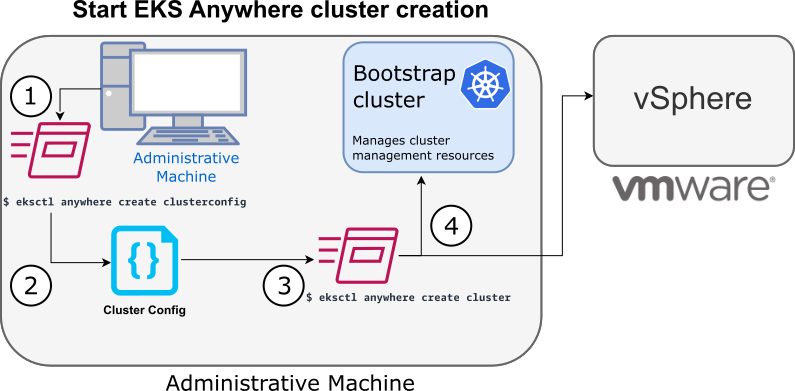 Start EKS Anywhere cluster creation
1
Administrative
Machine
$ eksctl anywhere create clusterconfig
2
Cluster Config
3
$ eksctl anywhere create cluster
Bootstrap
cluster
Manages cluster
management resources
4
vSphere
vmware®
Administrative Machine